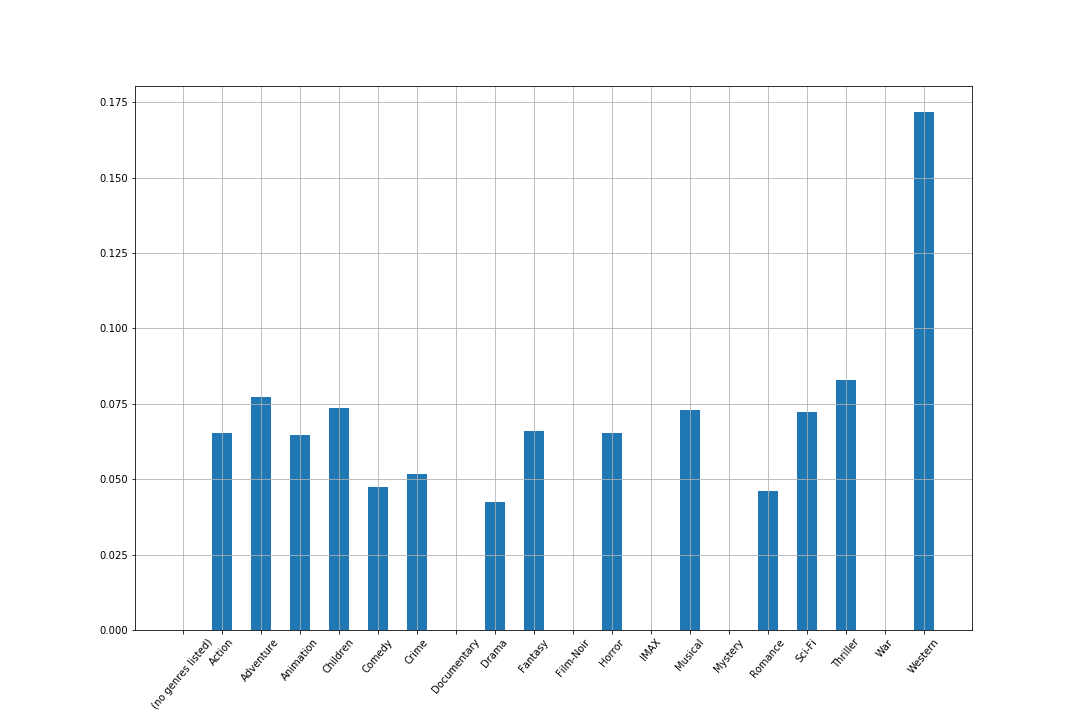 0.175
0.150
0.125
0.100
0.075
0.050
0.025
0.000
(no genres listed)
Action
Adventure
Animation
Children
Comedy
Crime
Documentary
Drama
Fantasy
Film-Noir
Horror
IMAX
Musical
Mystery
Romance
Sci-Fi
Thriller
War
Western